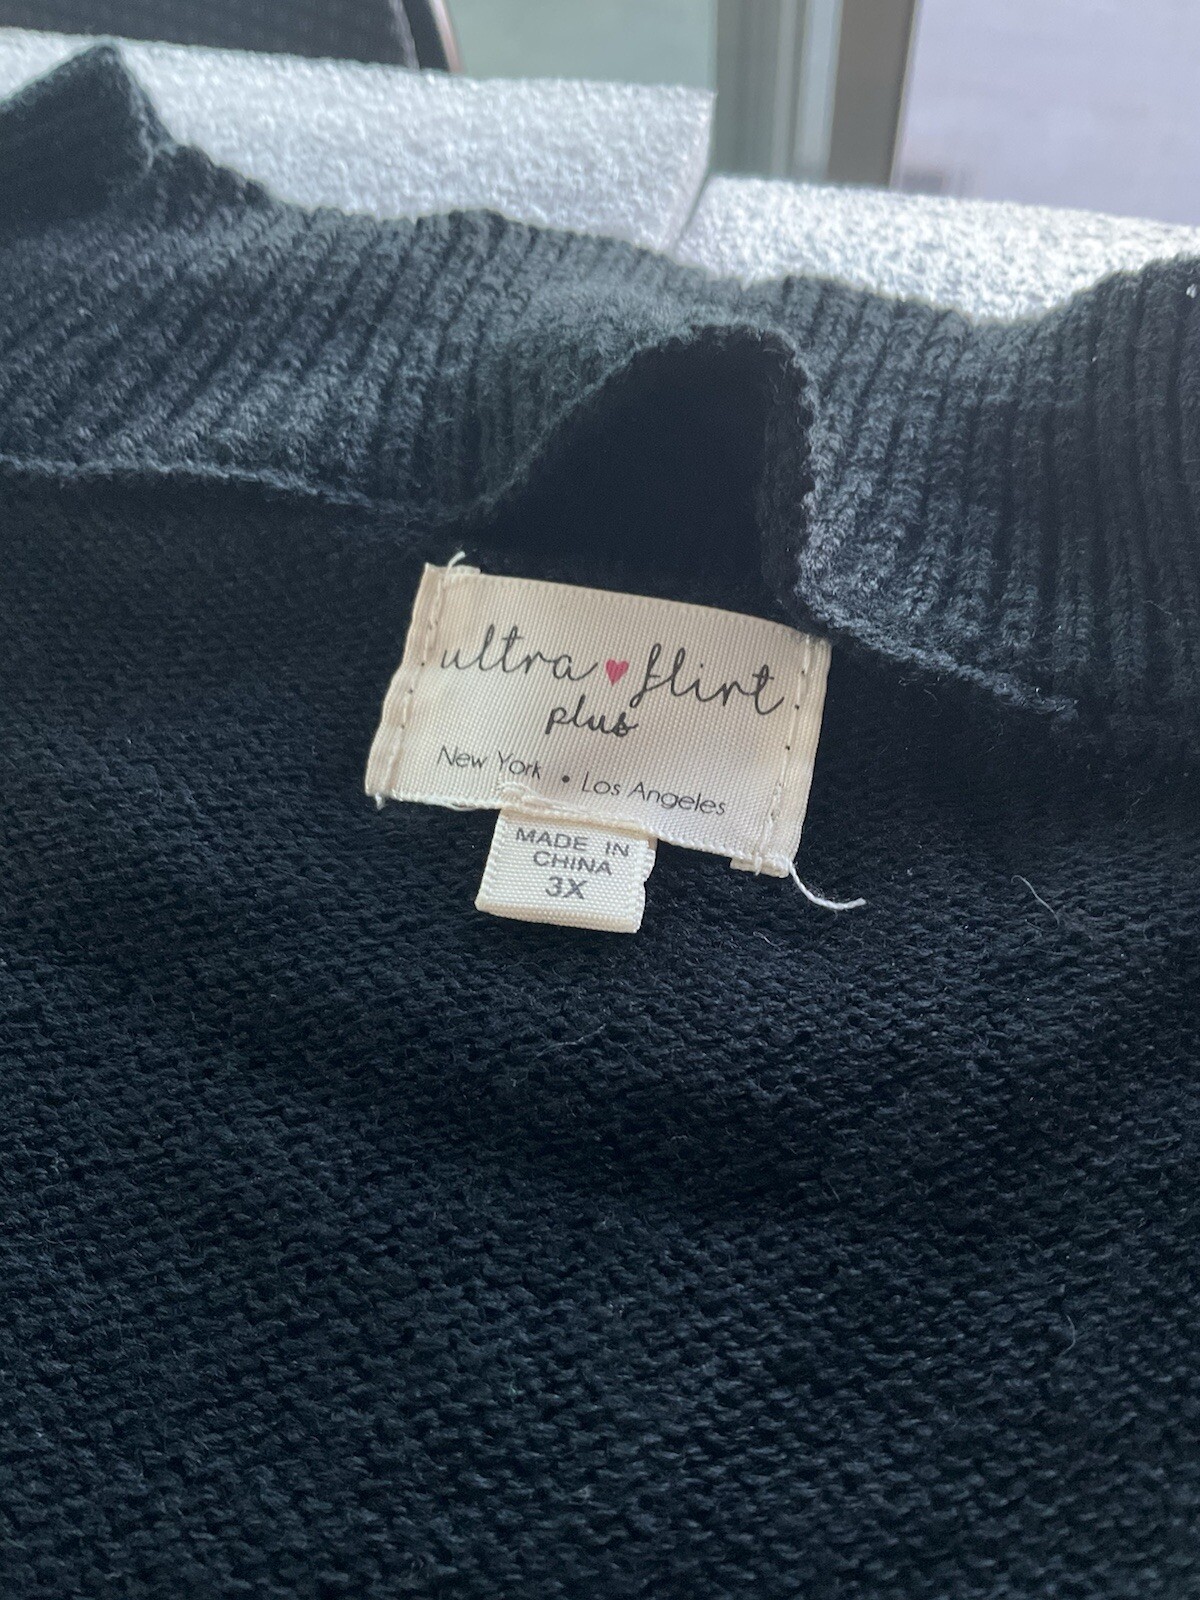 ultra ♥ flirt
plus
New York • Los Angeles
MADE IN
CHINA
3X